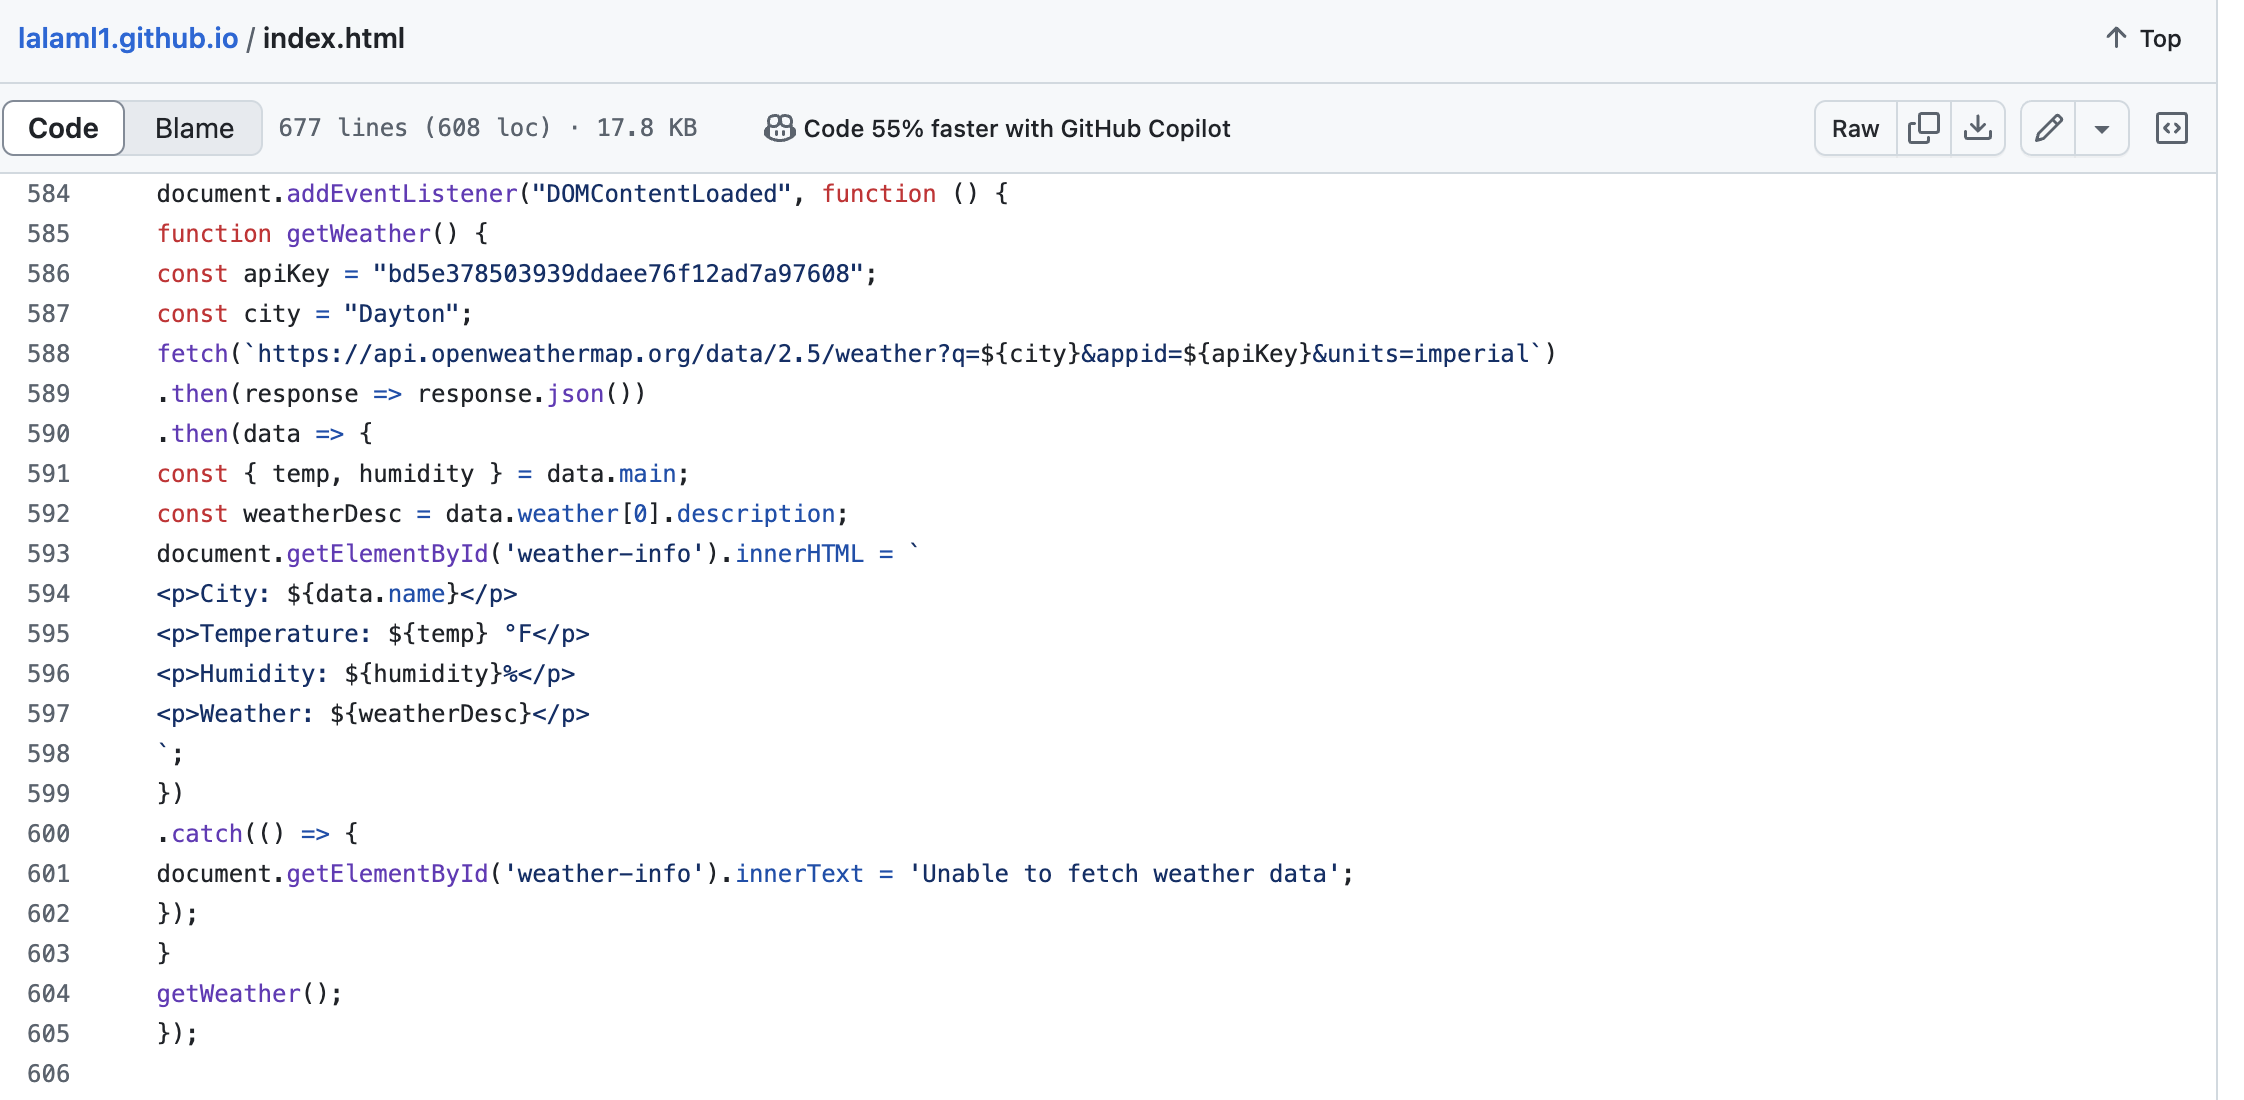 lalaml1.github.io / index.html
Top
Code Blame 677 lines (608 loc) · 17.8 KB Code 55% faster with GitHub Copilot Raw
584 document.addEventListener("DOMContentLoaded", function () {
585 function getWeather() {
586 const apiKey = "bd5e378503939ddaee76f12ad7a97608";
587 const city = "Dayton";
588 fetch(`https://api.openweathermap.org/data/2.5/weather?q=${city}&appid=${apiKey}&units=imperial`)
589 .then(response => response.json())
590 .then(data => {
591 const { temp, humidity } = data.main;
592 const weatherDesc = data.weather[0].description;
593 document.getElementById('weather-info').innerHTML = `
594 <p>City: ${data.name}</p>
595 <p>Temperature: ${temp} °F</p>
596 <p>Humidity: ${humidity}%</p>
597 <p>Weather: ${weatherDesc}</p>
598 `;
599 })
600 .catch(() => {
601 document.getElementById('weather-info').innerText = 'Unable to fetch weather data';
602 });
603 }
604 getWeather();
605 });
606